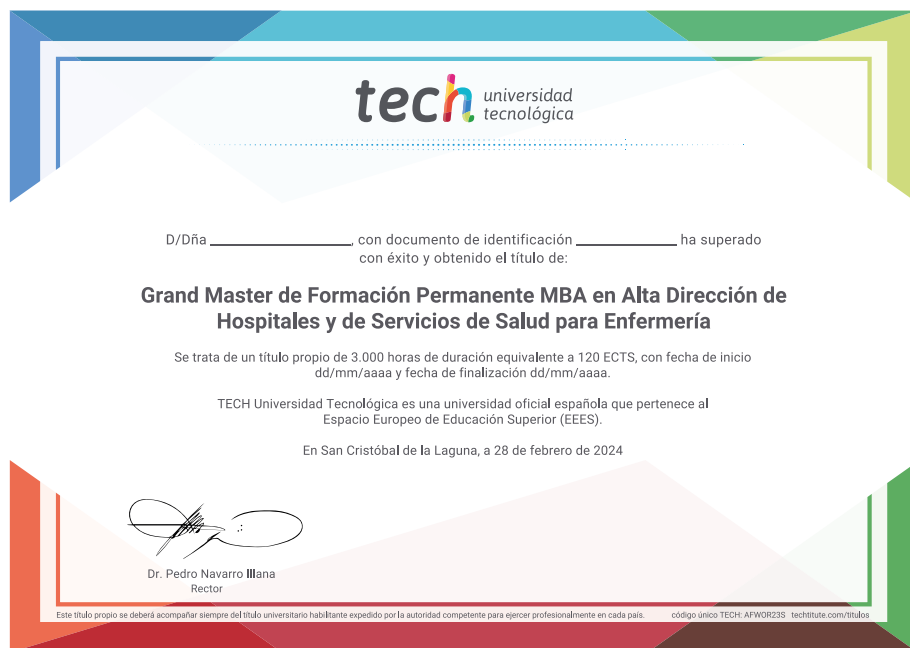 tech universidad
tecnológica
D/Dña ____________________, con documento de identificación ______________ ha superado
con éxito y obtenido el título de:
Grand Master de Formación Permanente MBA en Alta Dirección de
Hospitales y de Servicios de Salud para Enfermería
Se trata de un título propio de 3.000 horas de duración equivalente a 120 ECTS, con fecha de inicio
dd/mm/aaaa y fecha de finalización dd/mm/aaaa.
TECH Universidad Tecnológica es una universidad oficial española que pertenece al
Espacio Europeo de Educación Superior (EEES).
En San Cristóbal de la Laguna, a 28 de febrero de 2024
Dr. Pedro Navarro Illana
Rector
Este título propio se deberá acompañar siempre del título universitario habilitante expedido por la autoridad competente para ejercer profesionalmente en cada país. código único TECH: AFWOR23S techtitute.com/titulos